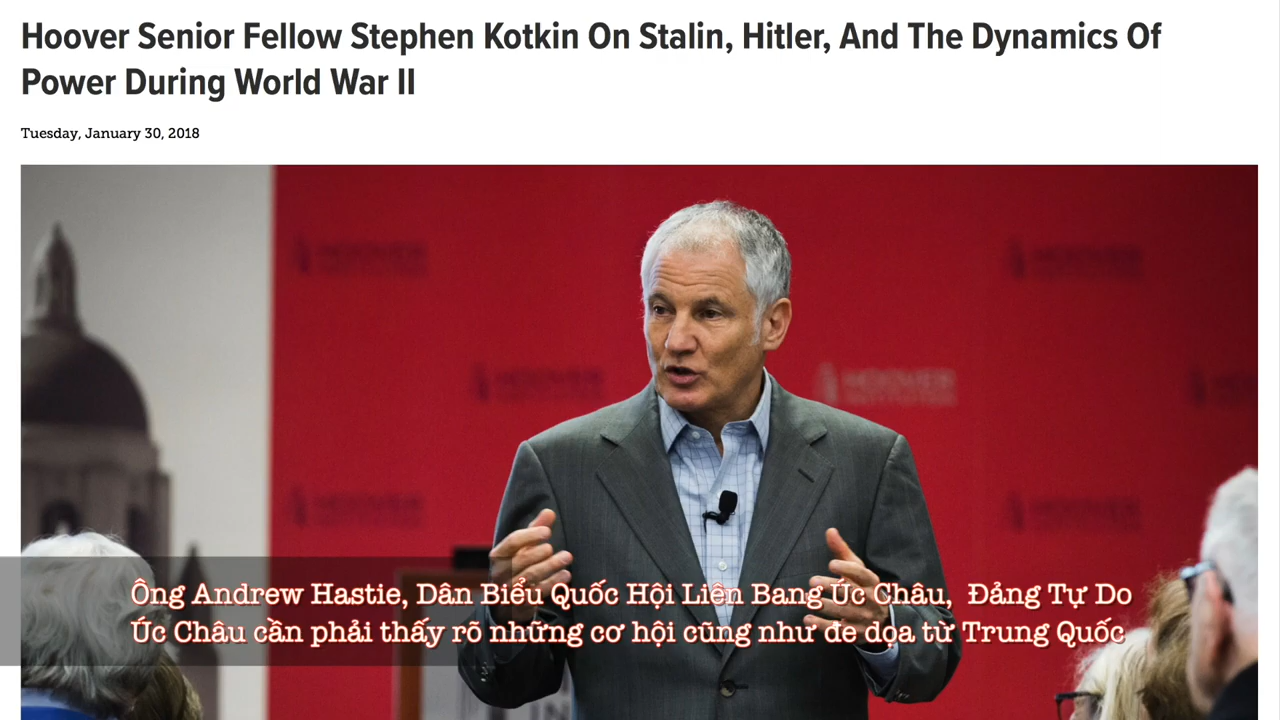 Hoover Senior Fellow Stephen Kotkin On Stalin, Hitler, And The Dynamics Of
Power During World War II
Tuesday, January 30, 2018
HOOVER
Ông Andrew Hastie, Dân Biểu Quốc Hội Liên Bang Úc Châu, Đảng Tự Do
Úc Châu cần phải thấy rõ những cơ hội cũng như đe dọa từ Trung Quốc